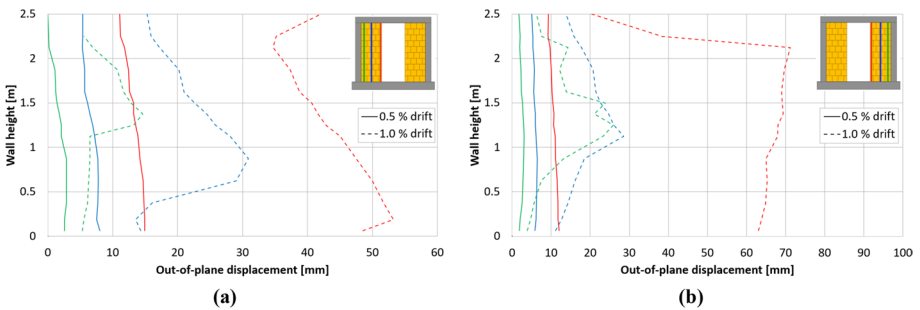 2.5
2
1.5
1
0.5
0
Wall height [m]
0.5 % drift
1.0 % drift
0 10 20 30 40 50 60
Out-of-plane displacement [mm]
(a)
2.5
2
1.5
1
0.5
0
Wall height [m]
0.5 % drift
1.0 % drift
0 10 20 30 40 50 60 70 80 90 100
Out-of-plane displacement [mm]
(b)